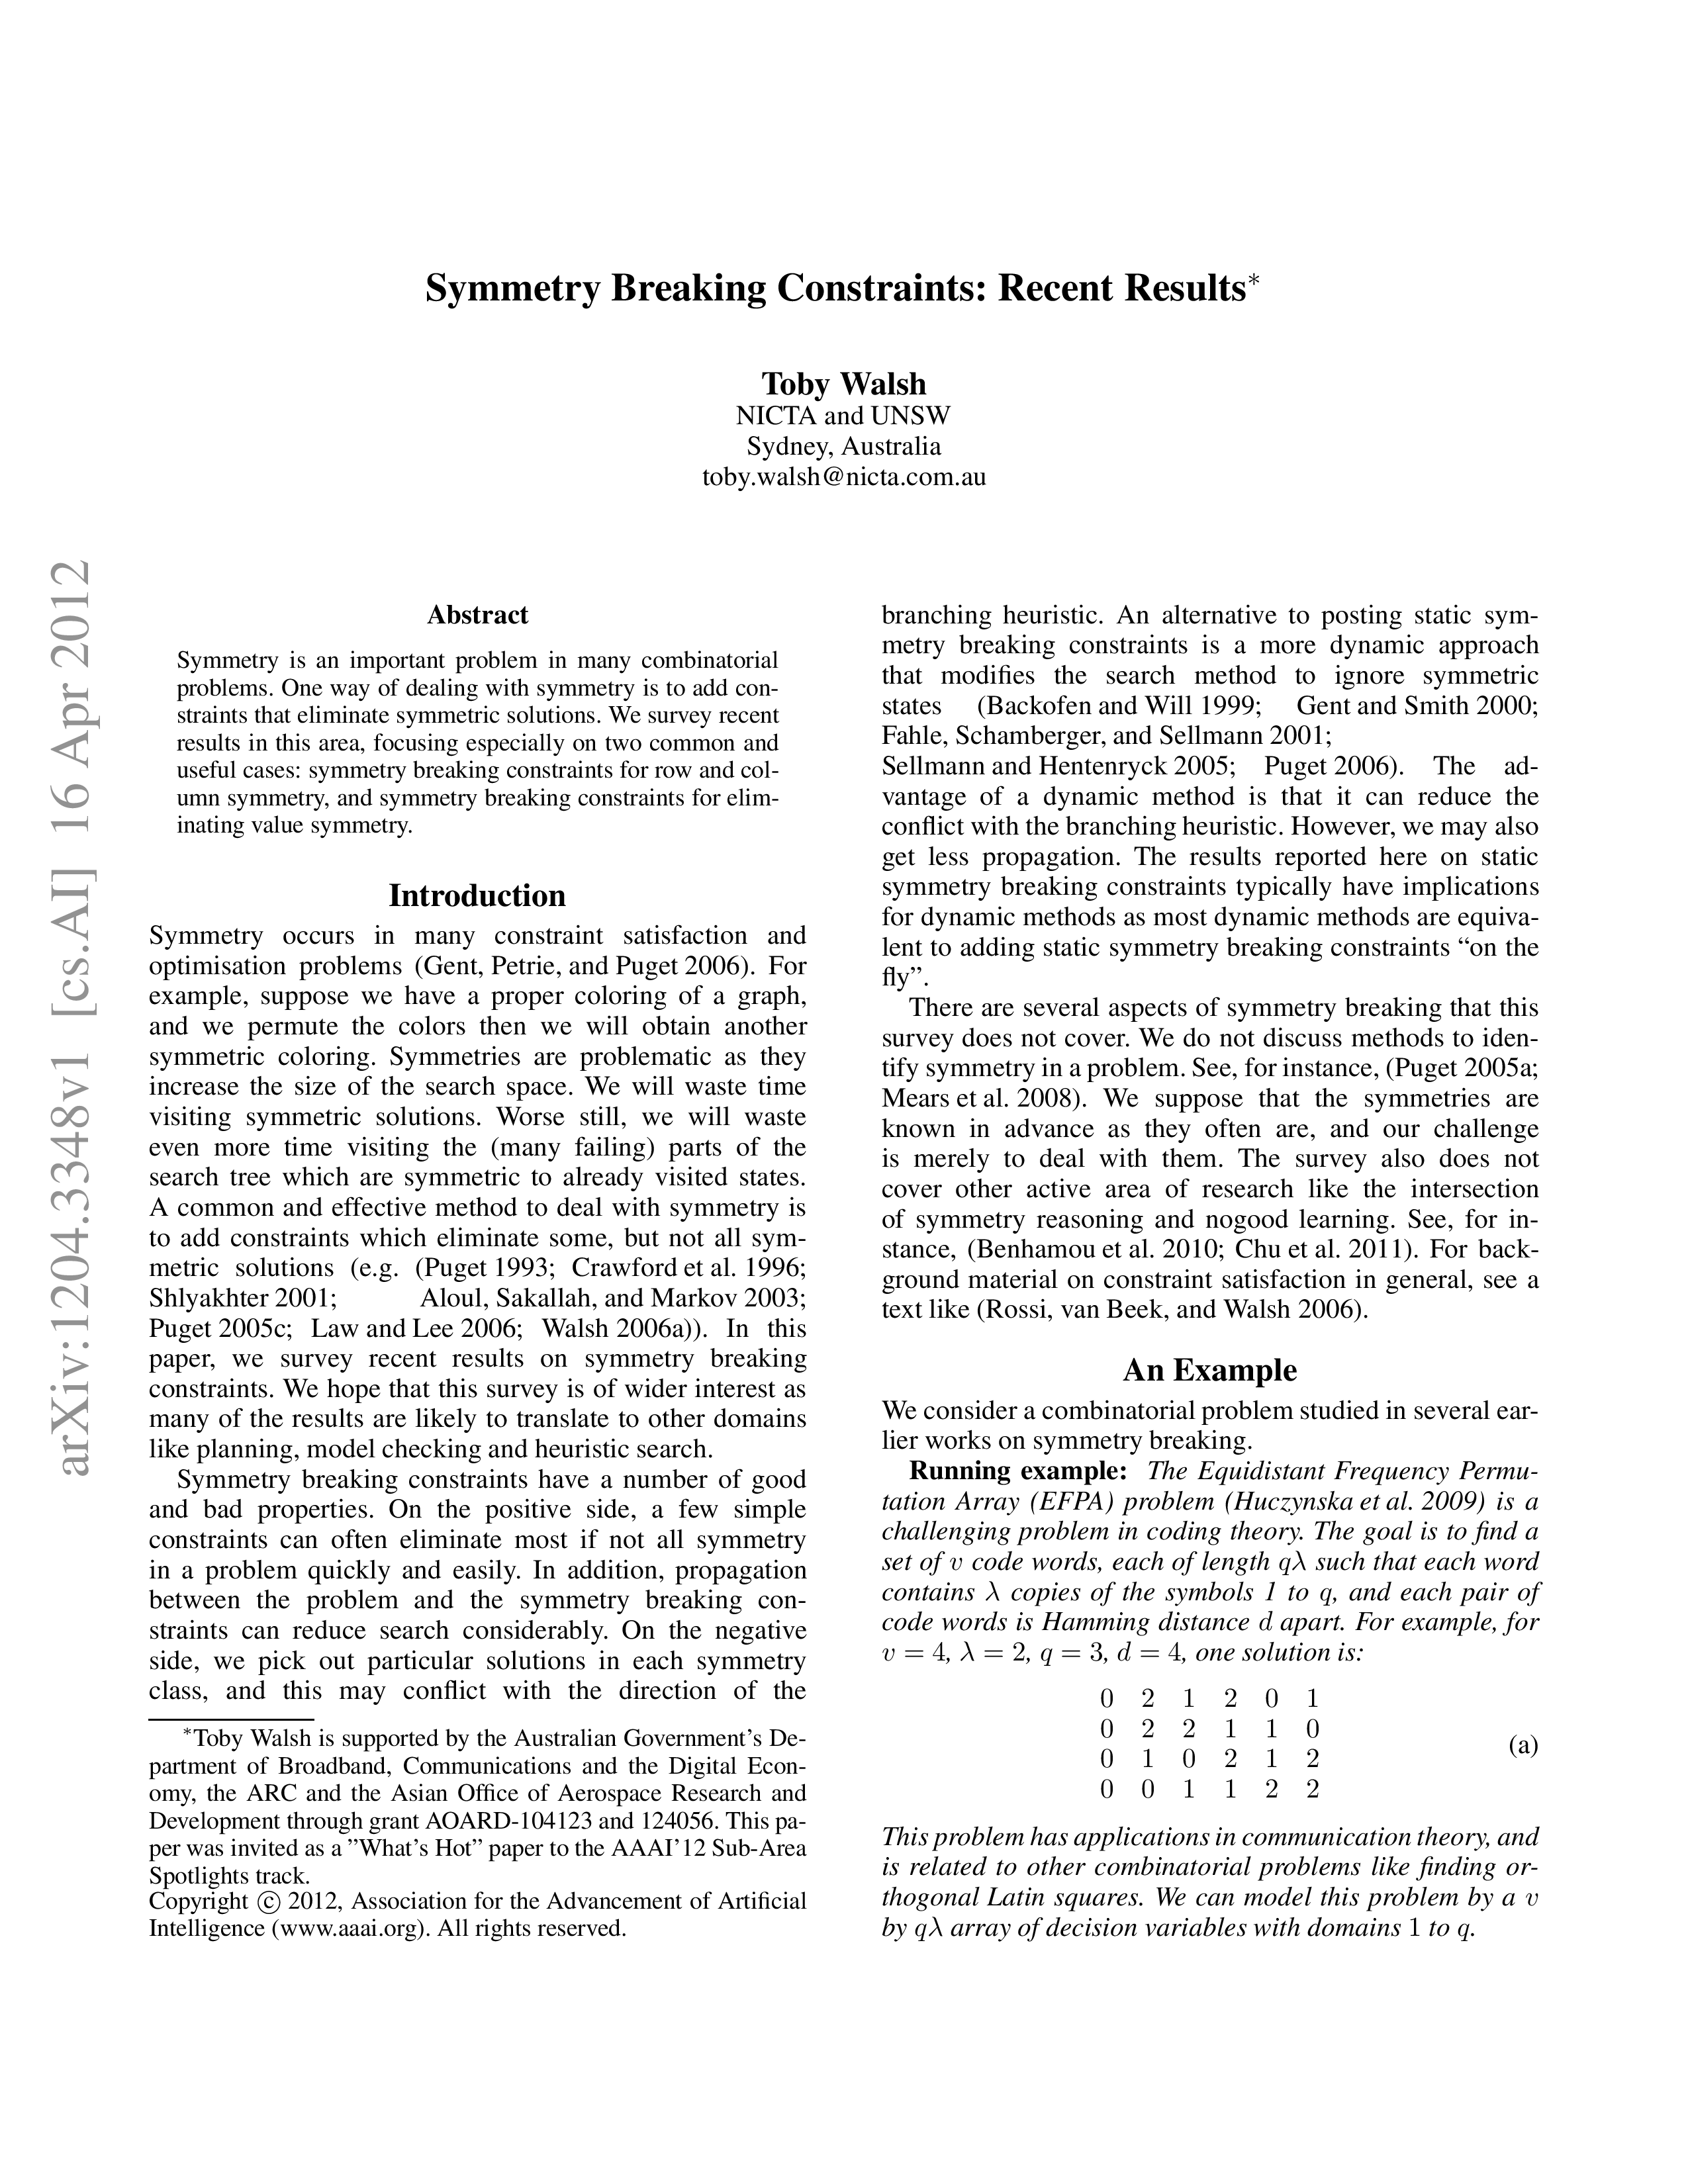 Symmetry Breaking Constraints: Recent Results*
Toby Walsh
NICTA and UNSW
Sydney, Australia
toby.walsh@nicta.com.au
arXiv:1204.3348v1 [cs.AI] 16 Apr 2012
Abstract
Symmetry is an important problem in many combinatorial
problems. One way of dealing with symmetry is to add con-
straints that eliminate symmetric solutions. We survey recent
results in this area, focusing especially on two common and
useful cases: symmetry breaking constraints for row and col-
umn symmetry, and symmetry breaking constraints for elim-
inating value symmetry.
Introduction
Symmetry occurs in many constraint satisfaction and
optimisation problems (Gent, Petrie, and Puget 2006). For
example, suppose we have a proper coloring of a graph,
and we permute the colors then we will obtain another
symmetric coloring. Symmetries are problematic as they
increase the size of the search space. We will waste time
visiting symmetric solutions. Worse still, we will waste
even more time visiting the (many failing) parts of the
search tree which are symmetric to already visited states.
A common and effective method to deal with symmetry is
to add constraints which eliminate some, but not all sym-
metric solutions (e.g. (Puget 1993; Crawford et al. 1996;
Shlyakhter 2001; Aloul, Sakallah, and Markov 2003;
Puget 2005c; Law and Lee 2006; Walsh 2006a)). In this
paper, we survey recent results on symmetry breaking
constraints. We hope that this survey is of wider interest as
many of the results are likely to translate to other domains
like planning, model checking and heuristic search.
Symmetry breaking constraints have a number of good
and bad properties. On the positive side, a few simple
constraints can often eliminate most if not all symmetry
in a problem quickly and easily. In addition, propagation
between the problem and the symmetry breaking con-
straints can reduce search considerably. On the negative
side, we pick out particular solutions in each symmetry
class, and this may conflict with the direction of the
*Toby Walsh is supported by the Australian Government's De-
partment of Broadband, Communications and the Digital Econ-
omy, the ARC and the Asian Office of Aerospace Research and
Development through grant AOARD-104123 and 124056. This pa-
per was invited as a "What's Hot" paper to the AAAI'12 Sub-Area
Spotlights track.
Copyright © 2012, Association for the Advancement of Artificial
Intelligence (www.aaai.org). All rights reserved.
branching heuristic. An alternative to posting static sym-
metry breaking constraints is a more dynamic approach
that modifies the search method to ignore symmetric
states (Backofen and Will 1999; Gent and Smith 2000;
Fahle, Schamberger, and Sellmann 2001;
Sellmann and Hentenryck 2005; Puget 2006). The ad-
vantage of a dynamic method is that it can reduce the
conflict with the branching heuristic. However, we may also
get less propagation. The results reported here on static
symmetry breaking constraints typically have implications
for dynamic methods as most dynamic methods are equiva-
lent to adding static symmetry breaking constraints “on the
fly”.
There are several aspects of symmetry breaking that this
survey does not cover. We do not discuss methods to iden-
tify symmetry in a problem. See, for instance, (Puget 2005a;
Mears et al. 2008). We suppose that the symmetries are
known in advance as they often are, and our challenge
is merely to deal with them. The survey also does not
cover other active area of research like the intersection
of symmetry reasoning and nogood learning. See, for in-
stance, (Benhamou et al. 2010; Chu et al. 2011). For back-
ground material on constraint satisfaction in general, see a
text like (Rossi, van Beek, and Walsh 2006).
An Example
We consider a combinatorial problem studied in several ear-
lier works on symmetry breaking.
Running example: The Equidistant Frequency Permu-
tation Array (EFPA) problem (Huczynska et al. 2009) is a
challenging problem in coding theory. The goal is to find a
set of v code words, each of length qλ such that each word
contains λ copies of the symbols 1 to q, and each pair of
code words is Hamming distance d apart. For example, for
v = 4, λ = 2, q = 3, d = 4, one solution is:
0 2 1 2 0 1
0 2 2 1 1 0
0 1 0 2 1 2
0 0 1 1 2 2
(a)
This problem has applications in communication theory, and
is related to other combinatorial problems like finding or-
thogonal Latin squares. We can model this problem by a v
by qλ array of decision variables with domains 1 to q.